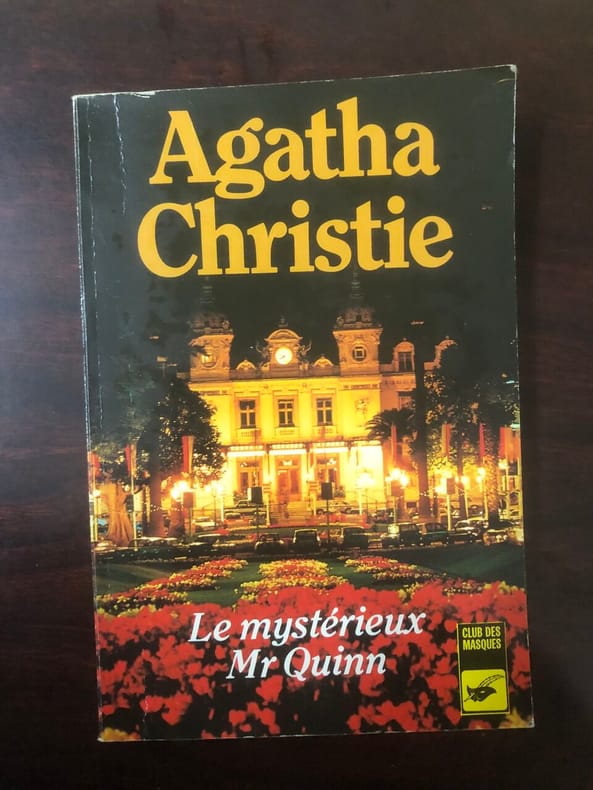 Agatha
Christie
Le mystérieux
Mr Quinn
CLUB DES
MASQUES